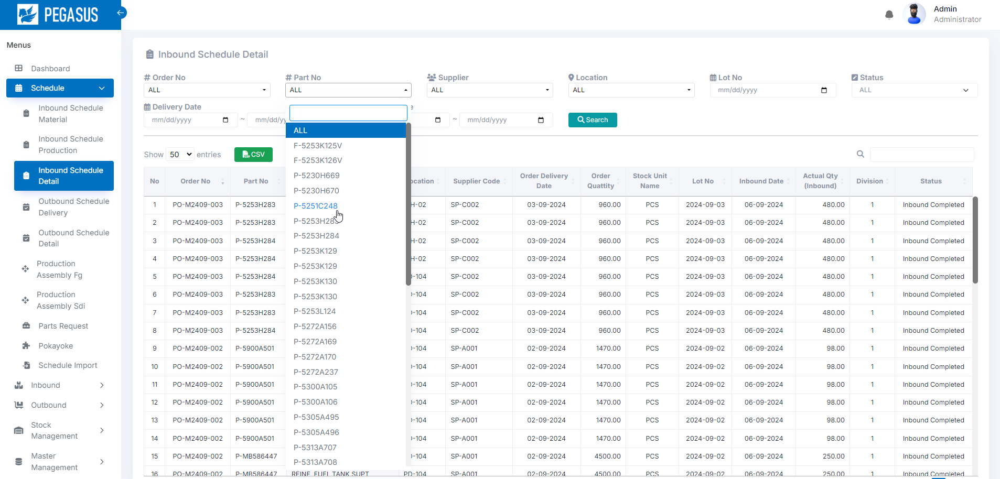 PEGASUS
Admin
Administrator
Menus
Dashboard
Schedule
Inbound Schedule
Material
Inbound Schedule
Production
Inbound Schedule
Detail
Outbound Schedule
Delivery
Outbound Schedule
Detail
Production
Assembly Fg
Production
Assembly Sdi
Parts Request
Pokayoke
Schedule Import
Inbound
Outbound
Stock
Management
Master
Management
Inbound Schedule Detail
Order No Part No Supplier Location Lot No Status
ALL ALL ALL ALL mm/dd/yyyy ALL
Delivery Date e
mm/dd/yyyy ~ mm/dd/yy ~ mm/dd/yyyy Search
ALL
F-5253K125V
F-5253K126V
P-5230H669
P-5230H670
P-5251C248
P-5253H28
P-5253H284
P-5253K129
P-5253K129
P-5253K130
P-5253K130
P-5253L124
P-5272A156
P-5272A169
P-5272A170
P-5272A237
P-5300A105
P-5300A106
P-5305A495
P-5305A496
P-5313A707
P-5313A708
Show 50 entries CSV
No Order No Part No ocation Supplier Code Order Delivery Date Order Quattity Stock Unit Name Lot No Inbound Date Actual Qty (Inbound) Division Status
1 PO-M2409-003 P-5253H283 H-02 SP-C002 03-09-2024 960.00 PCS 2024-09-03 06-09-2024 480.00 1 Inbound Completed
2 PO-M2409-003 P-5253H283 H-02 SP-C002 03-09-2024 960.00 PCS 2024-09-03 06-09-2024 480.00 1 Inbound Completed
3 PO-M2409-003 P-5253H284 H-02 SP-C002 03-09-2024 960.00 PCS 2024-09-03 06-09-2024 480.00 1 Inbound Completed
4 PO-M2409-003 P-5253H284 H-02 SP-C002 03-09-2024 960.00 PCS 2024-09-03 06-09-2024 480.00 1 Inbound Completed
5 PO-M2409-003 P-5253H284 D-104 SP-C002 03-09-2024 960.00 PCS 2024-09-03 06-09-2024 480.00 1 Inbound Completed
6 PO-M2409-003 P-5253H283 D-104 SP-C002 03-09-2024 960.00 PCS 2024-09-03 06-09-2024 480.00 1 Inbound Completed
7 PO-M2409-003 P-5253H283 D-104 SP-C002 03-09-2024 960.00 PCS 2024-09-03 06-09-2024 480.00 1 Inbound Completed
8 PO-M2409-003 P-5253H284 D-104 SP-C002 03-09-2024 960.00 PCS 2024-09-03 06-09-2024 480.00 1 Inbound Completed
9 PO-M2409-002 P-5900A501 D-104 SP-A001 02-09-2024 1470.00 PCS 2024-09-02 06-09-2024 98.00 1 Inbound Completed
10 PO-M2409-002 P-5900A501 D-104 SP-A001 02-09-2024 1470.00 PCS 2024-09-02 06-09-2024 98.00 1 Inbound Completed
11 PO-M2409-002 P-5900A501 D-104 SP-A001 02-09-2024 1470.00 PCS 2024-09-02 06-09-2024 98.00 1 Inbound Completed
12 PO-M2409-002 P-5900A501 D-104 SP-A001 02-09-2024 1470.00 PCS 2024-09-02 06-09-2024 98.00 1 Inbound Completed
13 PO-M2409-002 P-5900A501 D-104 SP-A001 02-09-2024 1470.00 PCS 2024-09-02 06-09-2024 98.00 1 Inbound Completed
14 PO-M2409-002 P-5900A501 D-104 SP-A001 02-09-2024 1470.00 PCS 2024-09-02 06-09-2024 98.00 1 Inbound Completed
15 PO-M2409-002 P-MB586447 D-104 SP-A001 02-09-2024 4500.00 PCS 2024-09-02 06-09-2024 250.00 1 Inbound Completed
16 PO-M2409-002 P-MB586447 REINF, FUEL TANK SUPT PD-104 SP-A001 02-09-2024 4500.00 PCS 2024-09-02 06-09-2024 250.00 1 Inbound Completed